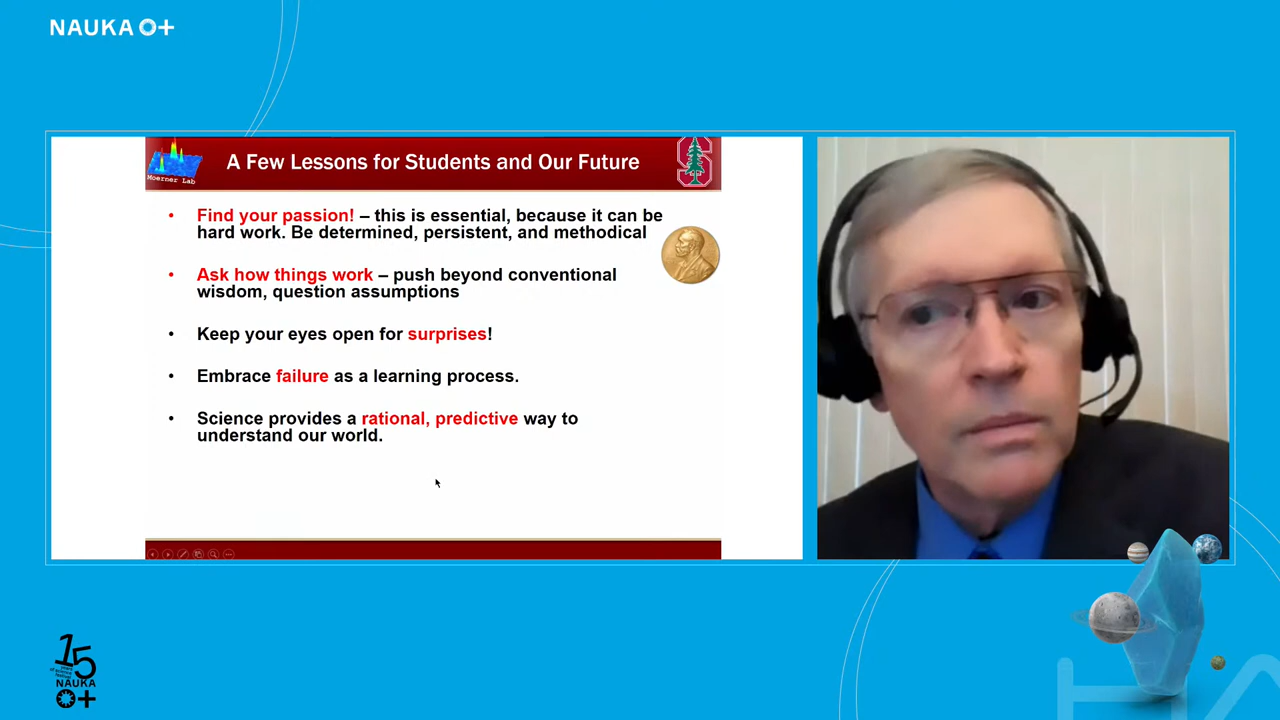 NAUKA O+
Moerner Lab
A Few Lessons for Students and Our Future
S
• Find your passion! – this is essential, because it can be
hard work. Be determined, persistent, and methodical
• Ask how things work – push beyond conventional
wisdom, question assumptions
• Keep your eyes open for surprises!
• Embrace failure as a learning process.
• Science provides a rational, predictive way to
understand our world.
15
NAUKA
O+